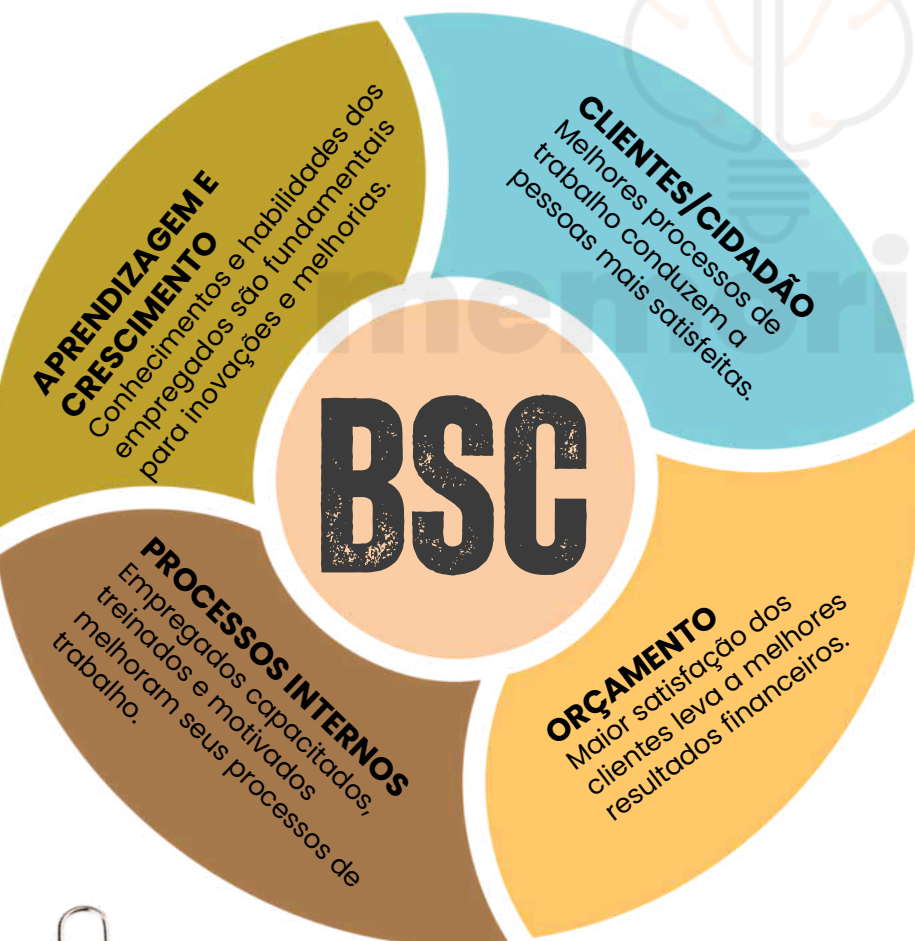 APRENDIZAGEM E
CRESCIMENTO
Conhecimentos e habilidades dos
empregados são fundamentais
para inovações e melhorias.
CLIENTES/CIDADÃO
Melhores processos de
trabalho conduzem a
pessoas mais satisfeitas.
memori
BSC
PROCESSOS INTERNOS
Empregados capacitados,
treinados e motivados
melhoram seus processos de
trabalho.
ORÇAMENTO
Maior satisfação dos
clientes leva a melhores
resultados financeiros.